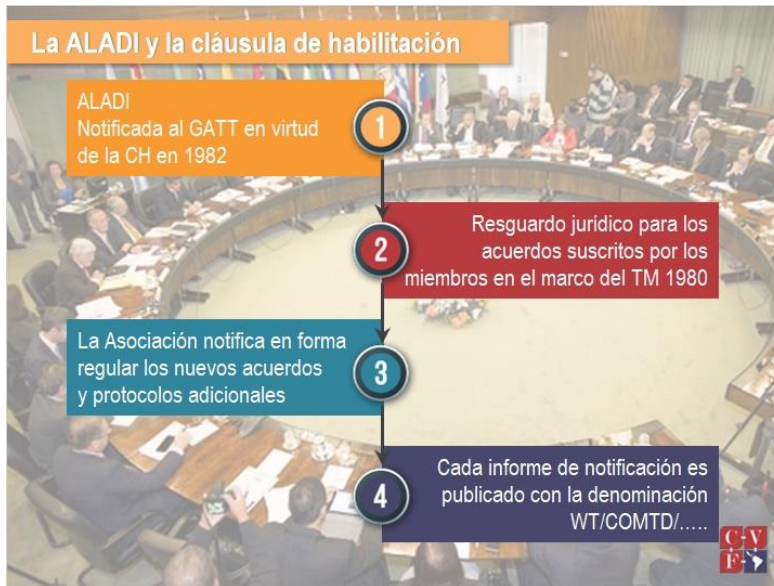 La ALADI y la cláusula de habilitación
ALADI
Notificada al GATT en virtud
de la CH en 1982
1
Resguardo jurídico para los
acuerdos suscritos por los
miembros en el marco del TM 1980
2
La Asociación notifica en forma
regular los nuevos acuerdos
y protocolos adicionales
3
Cada informe de notificación es
publicado con la denominación
WT/COMTD/…..
4
C-V
F